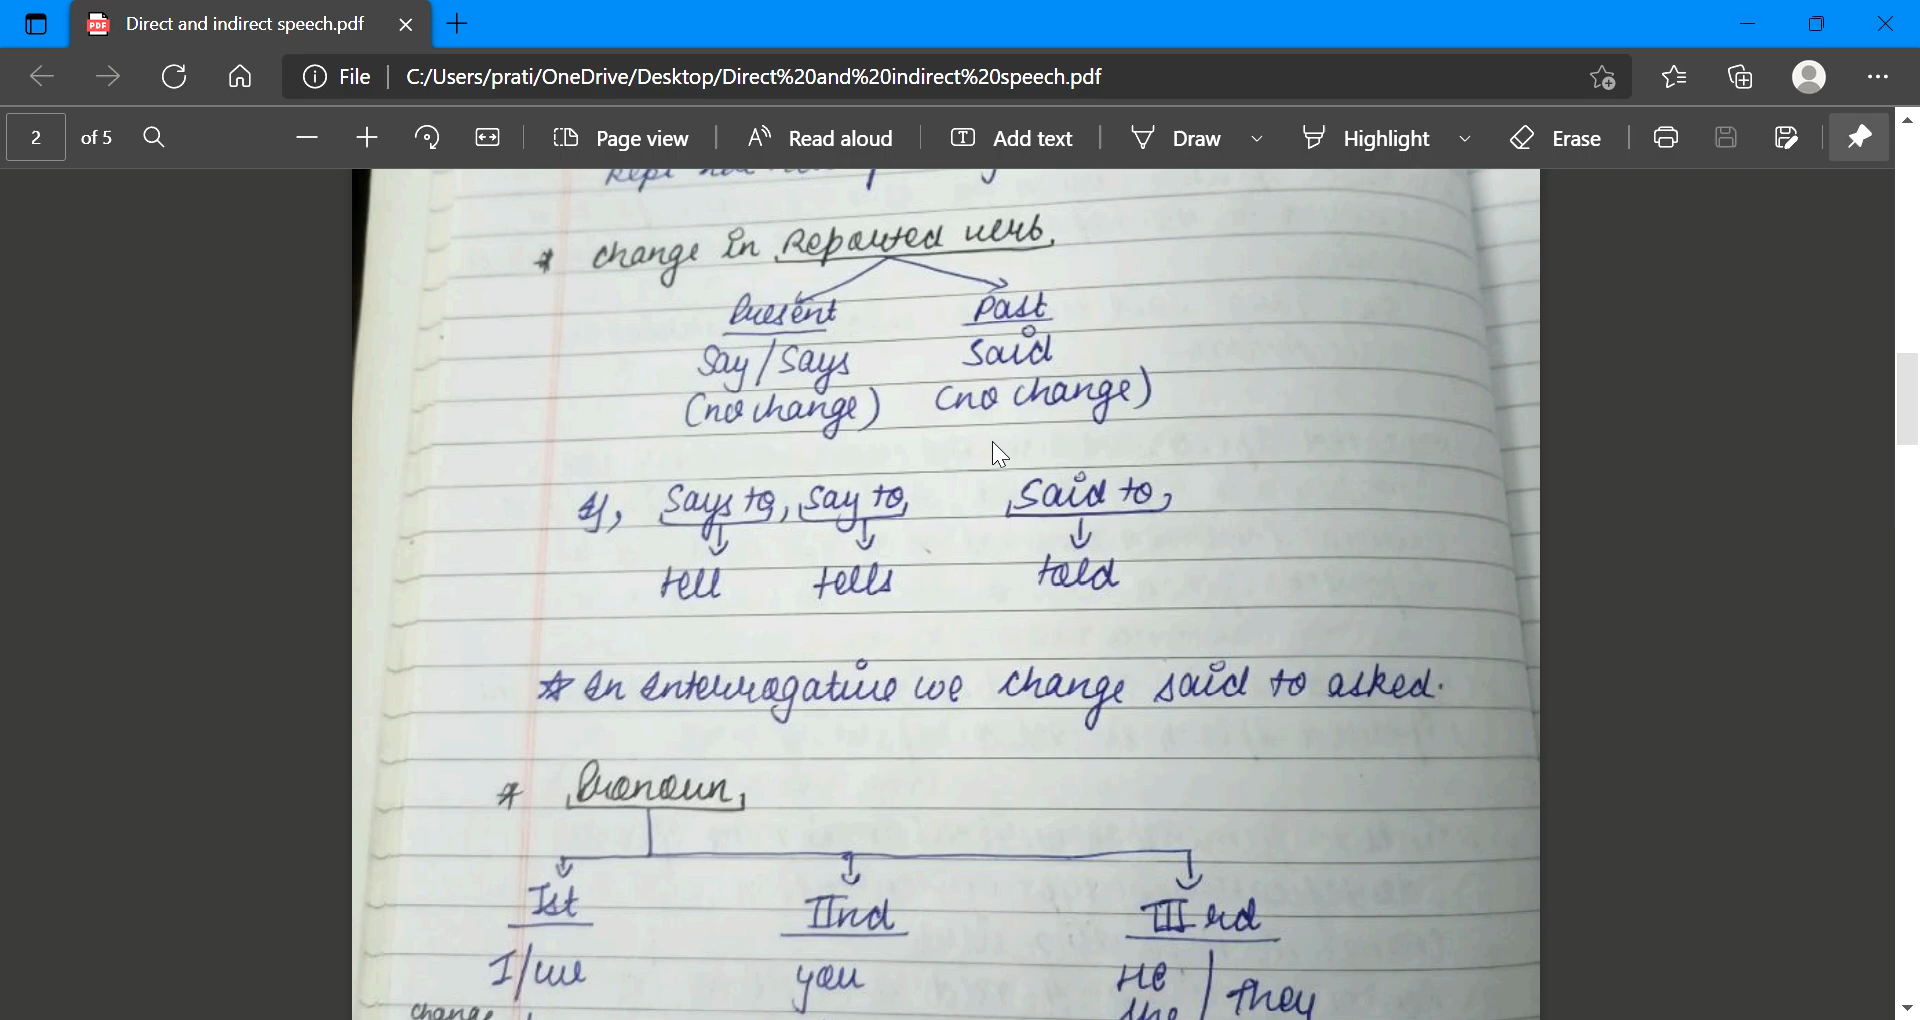 Direct and indirect speech.pdf
File C:/Users/prati/OneDrive/Desktop/Direct%20and%20indirect%20speech.pdf
2 of 5 Page view Read aloud Add text Draw Highlight Erase
* change in Reported verb.
Present Past
Say/Says Said
(no change) (no change)
If, Says to, Say to, Said to,
tell tells told
* In Interrogative we change said to asked.
* Pronoun,
Ist IInd IIIrd
I/we you He / They
She
change